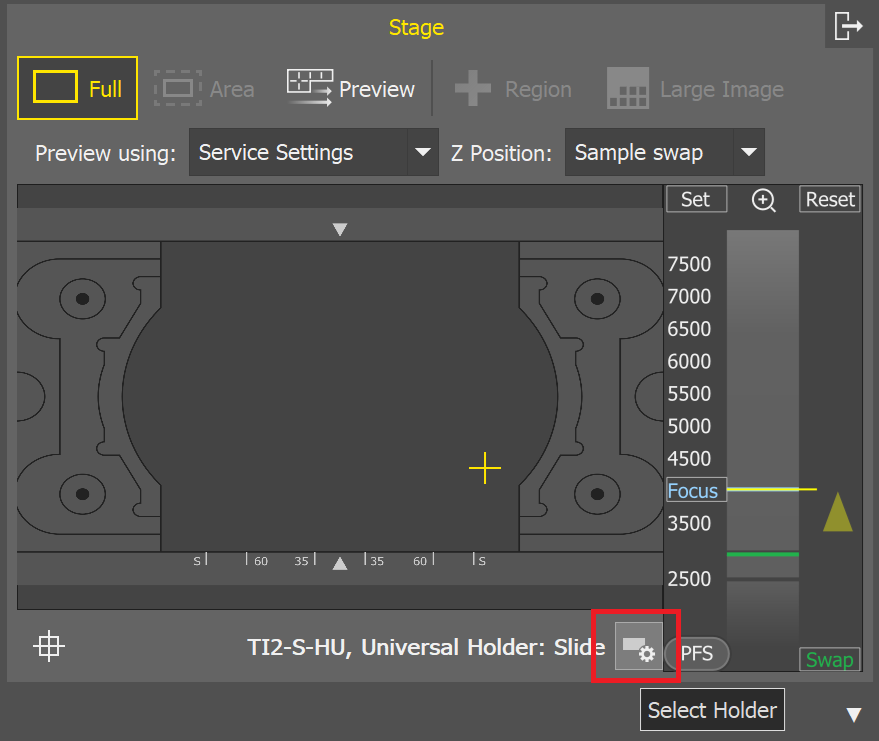 Stage
Full Area Preview Region Large Image
Preview using: Service Settings Z Position: Sample swap
Set Reset
7500
7000
6500
6000
5500
5000
4500
Focus
3500
2500
S 60 35 35 60 S
TI2-S-HU, Universal Holder: Slide PFS Swap
Select Holder